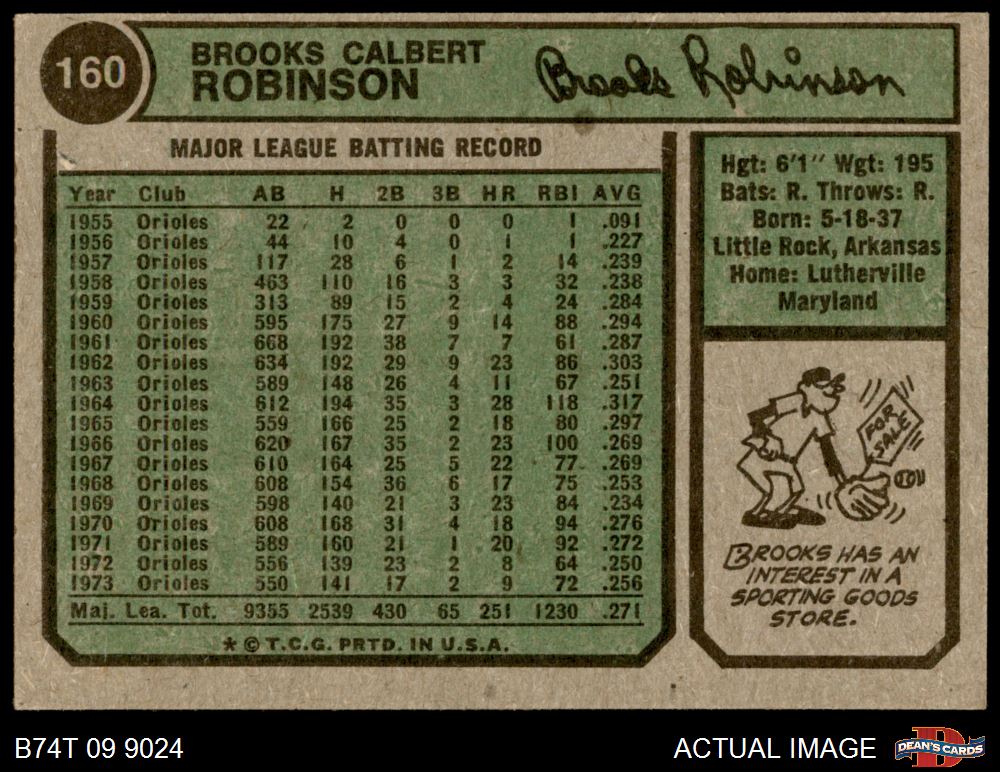 160
BROOKS CALBERT
ROBINSON
Brooks Robinson
MAJOR LEAGUE BATTING RECORD
Year Club AB H 2B 3B HR RBI AVG
1955 Orioles 22 2 0 0 0 1 .091
1956 Orioles 44 10 4 0 1 1 .227
1957 Orioles 117 28 6 1 2 14 .239
1958 Orioles 463 110 16 3 3 32 .238
1959 Orioles 313 89 15 2 4 24 .284
1960 Orioles 595 175 27 9 14 88 .294
1961 Orioles 668 192 38 7 7 61 .287
1962 Orioles 634 192 29 9 23 86 .303
1963 Orioles 589 148 26 4 11 67 .251
1964 Orioles 612 194 35 3 28 118 .317
1965 Orioles 559 166 25 2 18 80 .297
1966 Orioles 620 167 35 2 23 100 .269
1967 Orioles 610 164 25 5 22 77 .269
1968 Orioles 608 154 36 6 17 75 .253
1969 Orioles 598 140 21 3 23 84 .234
1970 Orioles 608 168 31 4 18 94 .276
1971 Orioles 589 160 21 1 20 92 .272
1972 Orioles 556 139 23 2 8 64 .250
1973 Orioles 550 141 17 2 9 72 .256
Maj. Lea. Tot. 9355 2539 430 65 251 1230 .271
* © T.C.G. PRTD. IN U.S.A.
Hgt: 6'1" Wgt: 195
Bats: R. Throws: R.
Born: 5-18-37
Little Rock, Arkansas
Home: Lutherville
Maryland
FOR
SALE
BROOKS HAS AN
INTEREST IN A
SPORTING GOODS
STORE.
B74T 09 9024
ACTUAL IMAGE
D
DEAN'S CARDS